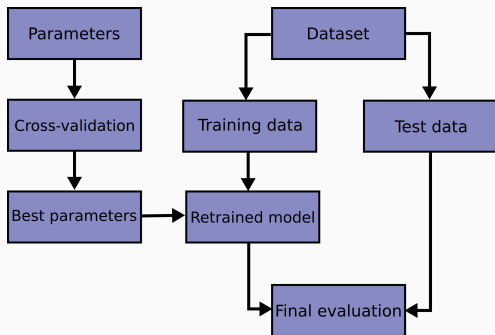 Parameters
Dataset
Cross-validation
Training data
Test data
Best parameters
Retrained model
Final evaluation